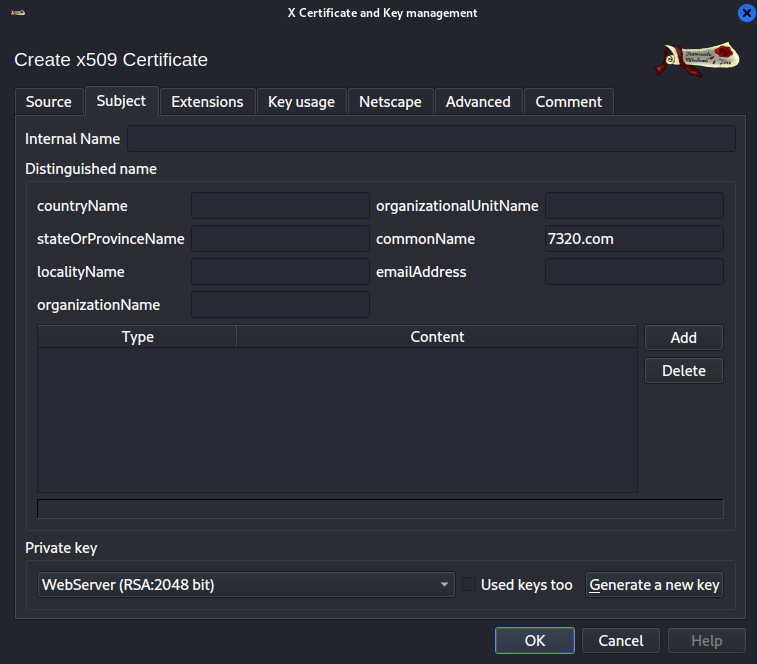 X Certificate and Key management
Create x509 Certificate
Source Subject Extensions Key usage Netscape Advanced Comment
Internal Name
Distinguished name
countryName organizationalUnitName
stateOrProvinceName commonName 7320.com
localityName emailAddress
organizationName
Type Content Add
Delete
Private key
WebServer (RSA:2048 bit) Used keys too Generate a new key
OK Cancel Help